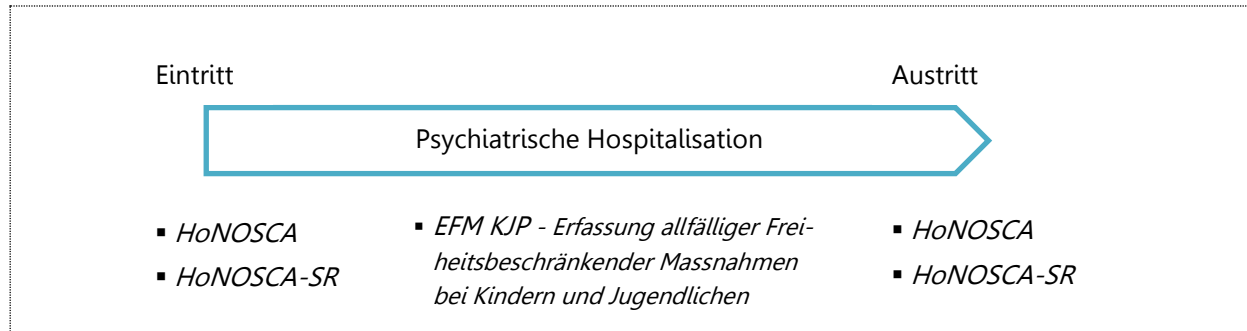 Eintritt
Austritt
Psychiatrische Hospitalisation
▪ HoNOSCA
▪ HoNOSCA-SR
▪ EFM KJP - Erfassung allfälliger Frei-
heitsbeschränkender Massnahmen
bei Kindern und Jugendlichen
▪ HoNOSCA
▪ HoNOSCA-SR